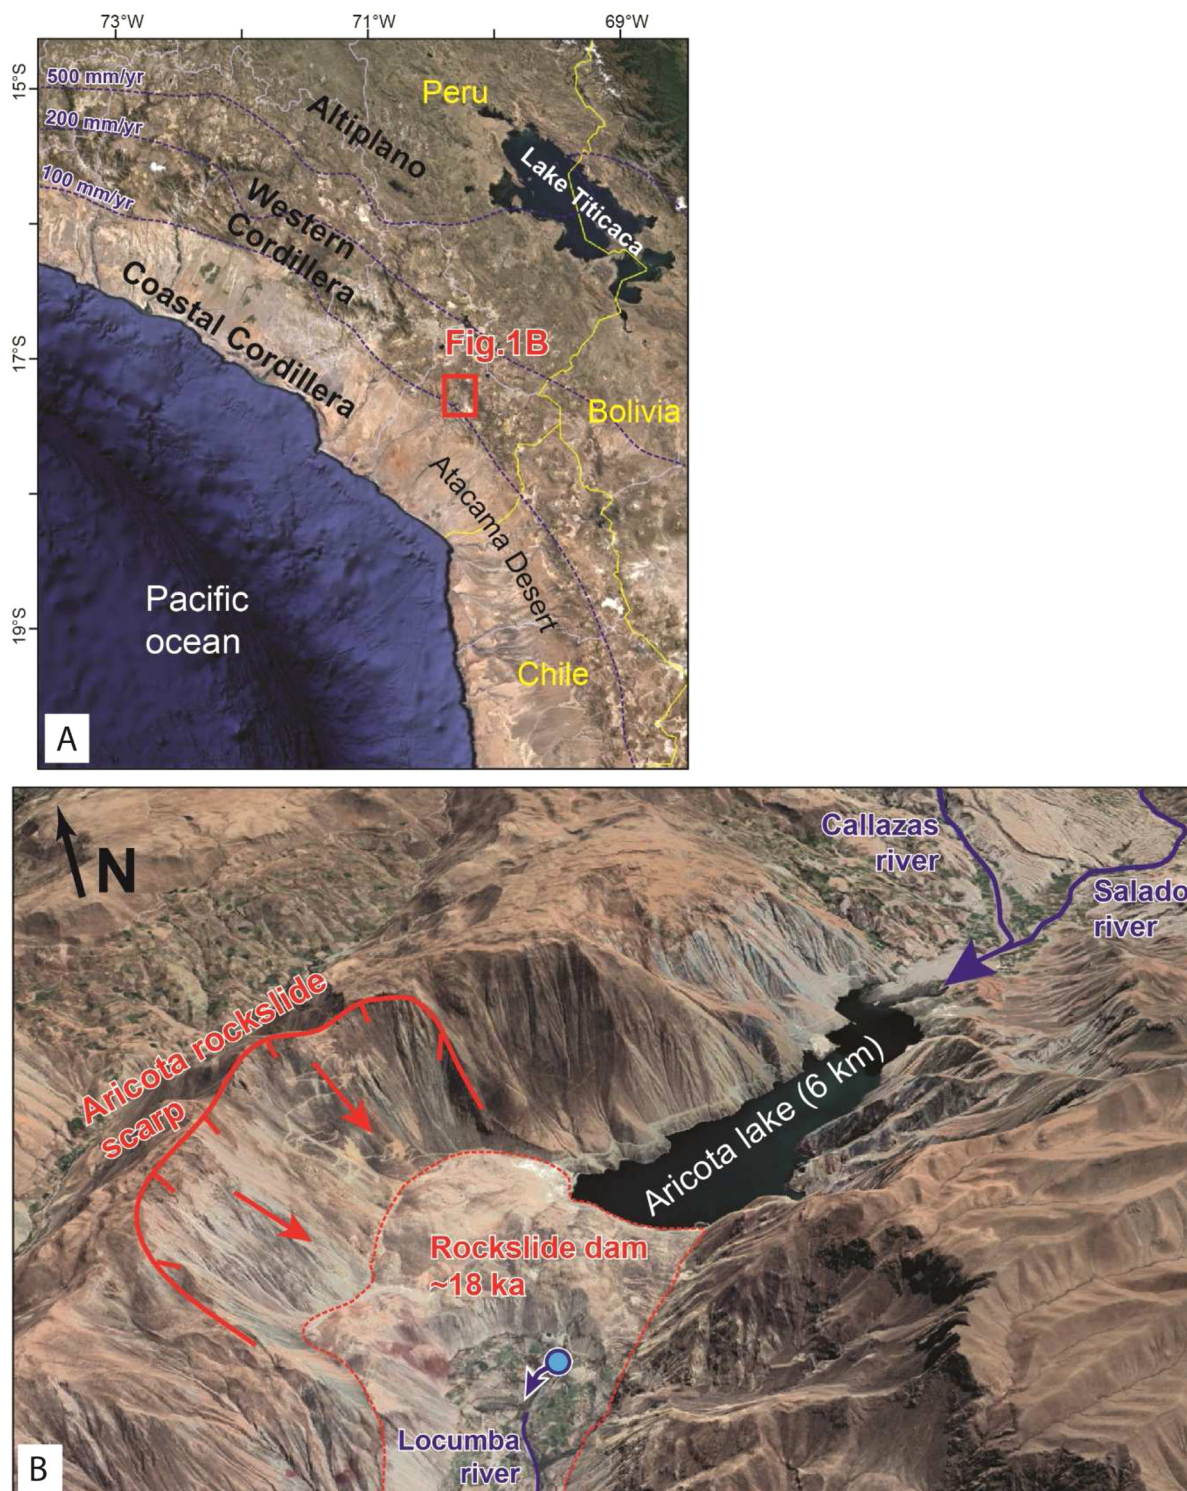 73°W
71°W
69°W
15°S
17°S
19°S
500 mm/yr
200 mm/yr
100 mm/yr
Peru
Altiplano
Lake Titicaca
Western
Cordillera
Coastal Cordillera
Fig.1B
Bolivia
Atacama Desert
Pacific
ocean
Chile
A
N
Callazas
river
Salado
river
Aricota rockslide
scarp
Aricota lake (6 km)
Rockslide dam
~18 ka
Locumba
river
B